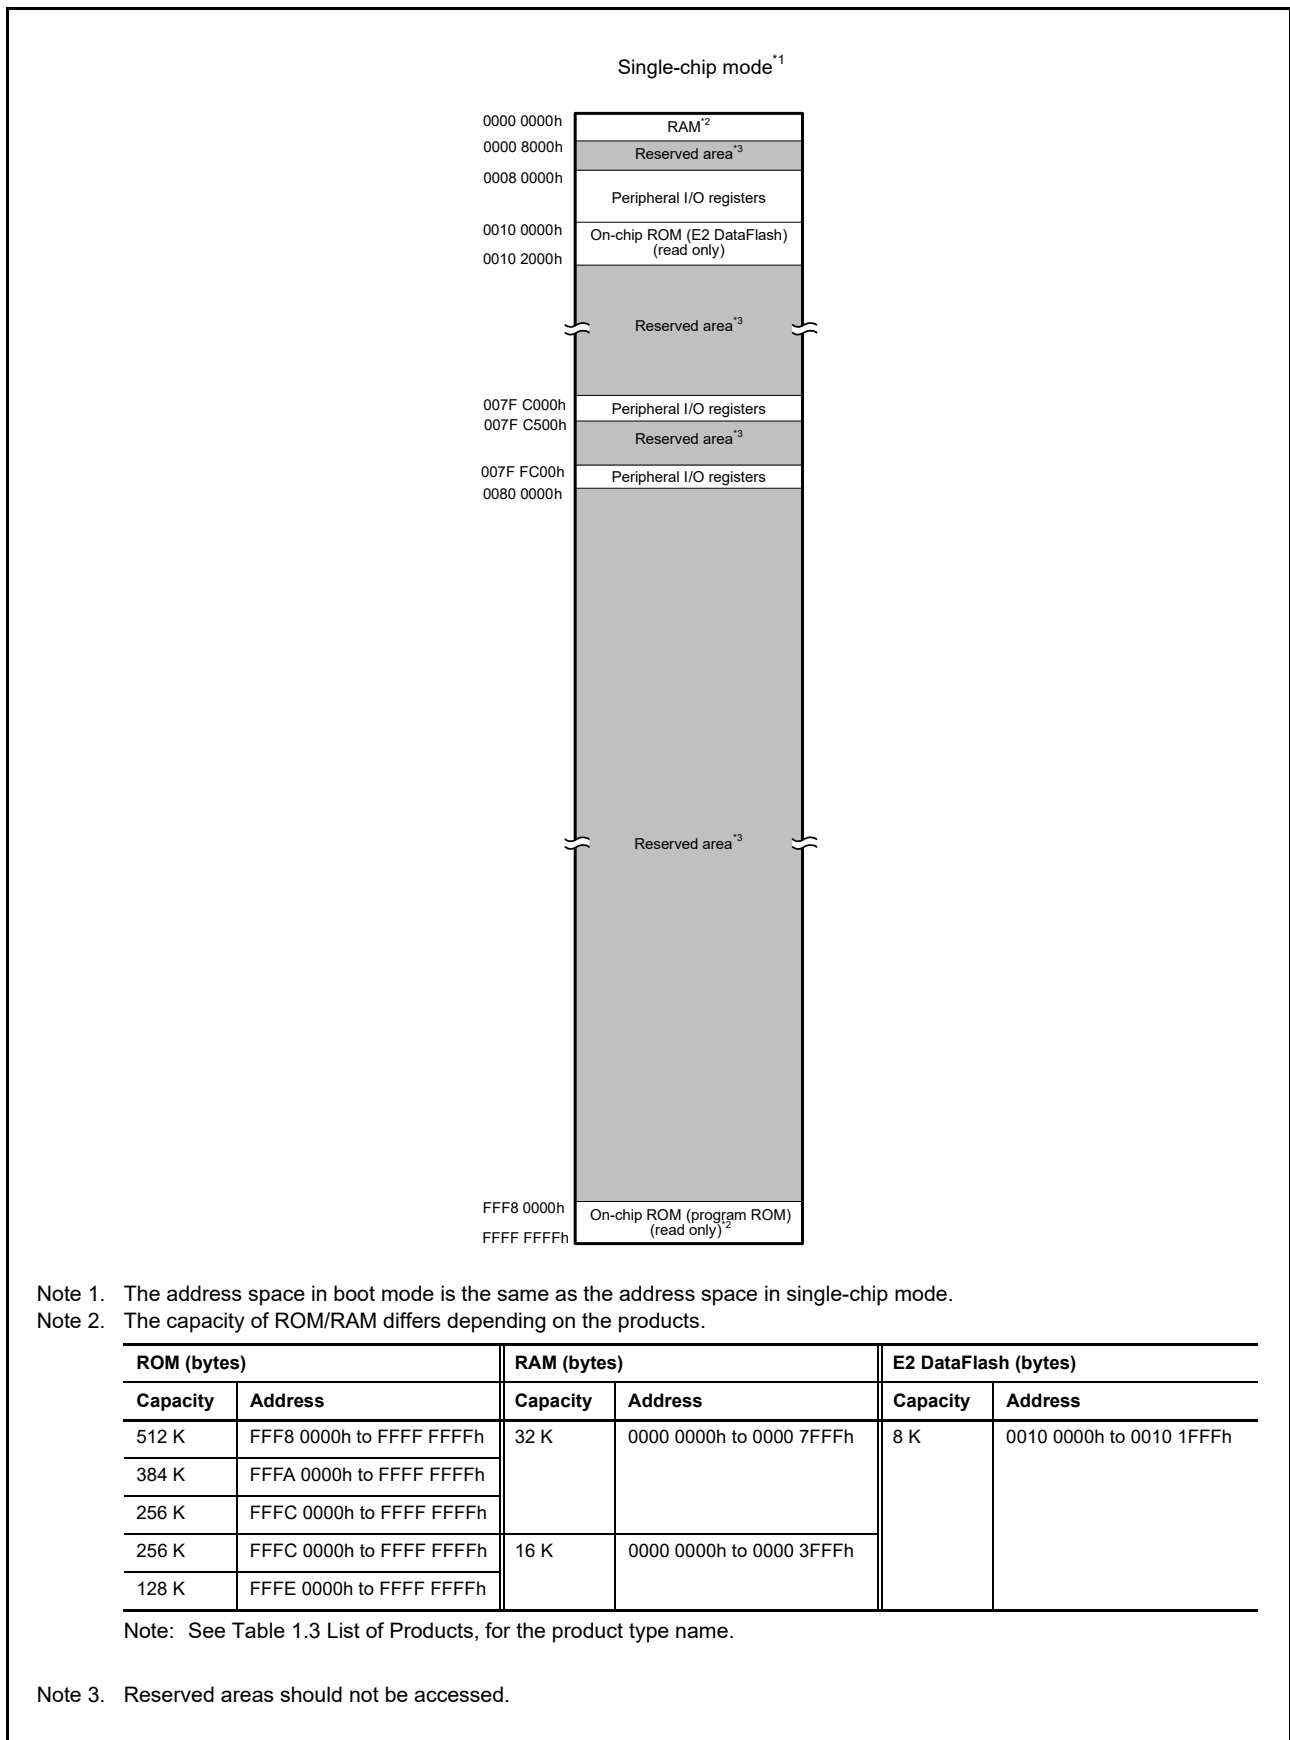 Single-chip mode*1
0000 0000h
RAM*2
0000 8000h
Reserved area*3
0008 0000h
Peripheral I/O registers
0010 0000h
On-chip ROM (E2 DataFlash)
(read only)
0010 2000h
Reserved area*3
007F C000h
Peripheral I/O registers
007F C500h
Reserved area*3
007F FC00h
Peripheral I/O registers
0080 0000h
Reserved area*3
FFF8 0000h
On-chip ROM (program ROM)
(read only)*2
FFFF FFFFh
Note 1. The address space in boot mode is the same as the address space in single-chip mode.
Note 2. The capacity of ROM/RAM differs depending on the products.
ROM (bytes) RAM (bytes) E2 DataFlash (bytes)
Capacity Address Capacity Address Capacity Address
512 K FFF8 0000h to FFFF FFFFh 32 K 0000 0000h to 0000 7FFFh 8 K 0010 0000h to 0010 1FFFh
384 K FFFA 0000h to FFFF FFFFh
256 K FFFC 0000h to FFFF FFFFh
256 K FFFC 0000h to FFFF FFFFh 16 K 0000 0000h to 0000 3FFFh
128 K FFFE 0000h to FFFF FFFFh
Note: See Table 1.3 List of Products, for the product type name.
Note 3. Reserved areas should not be accessed.